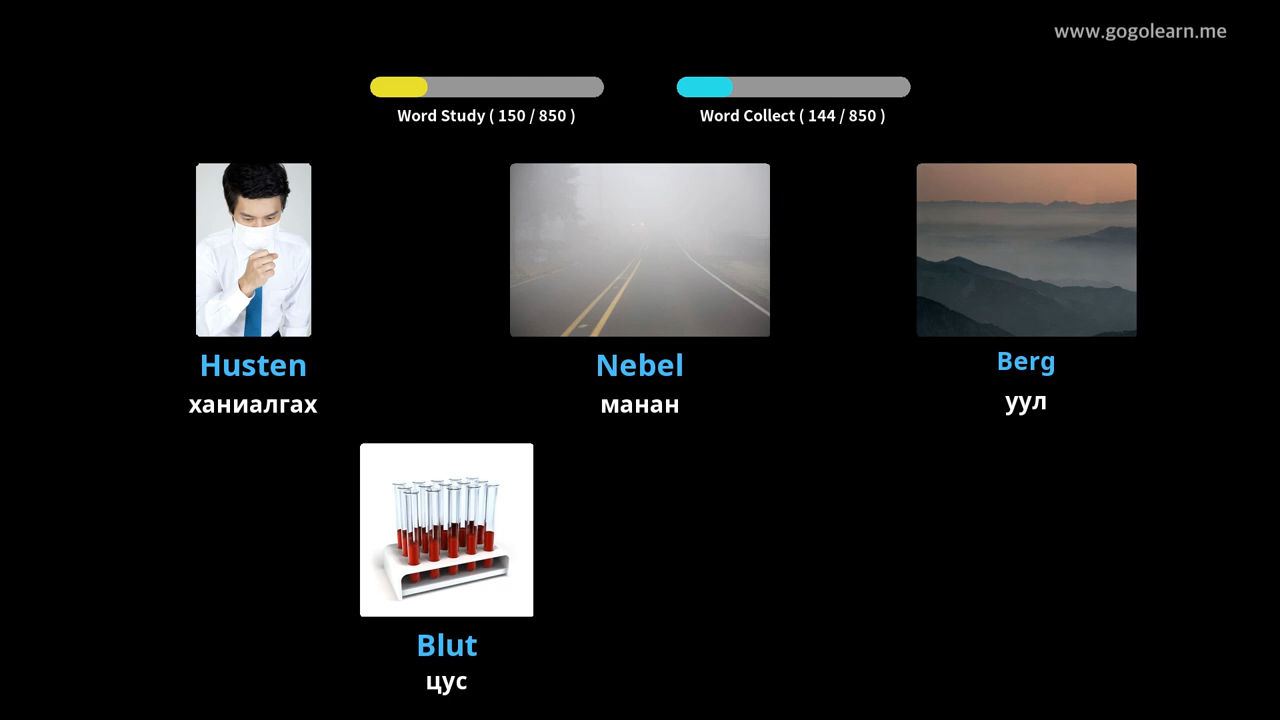 www.gogolearn.me
Word Study ( 150 / 850 )
Word Collect ( 144 / 850 )
Husten
ханиалгах
Nebel
манан
Berg
уул
Blut
цус